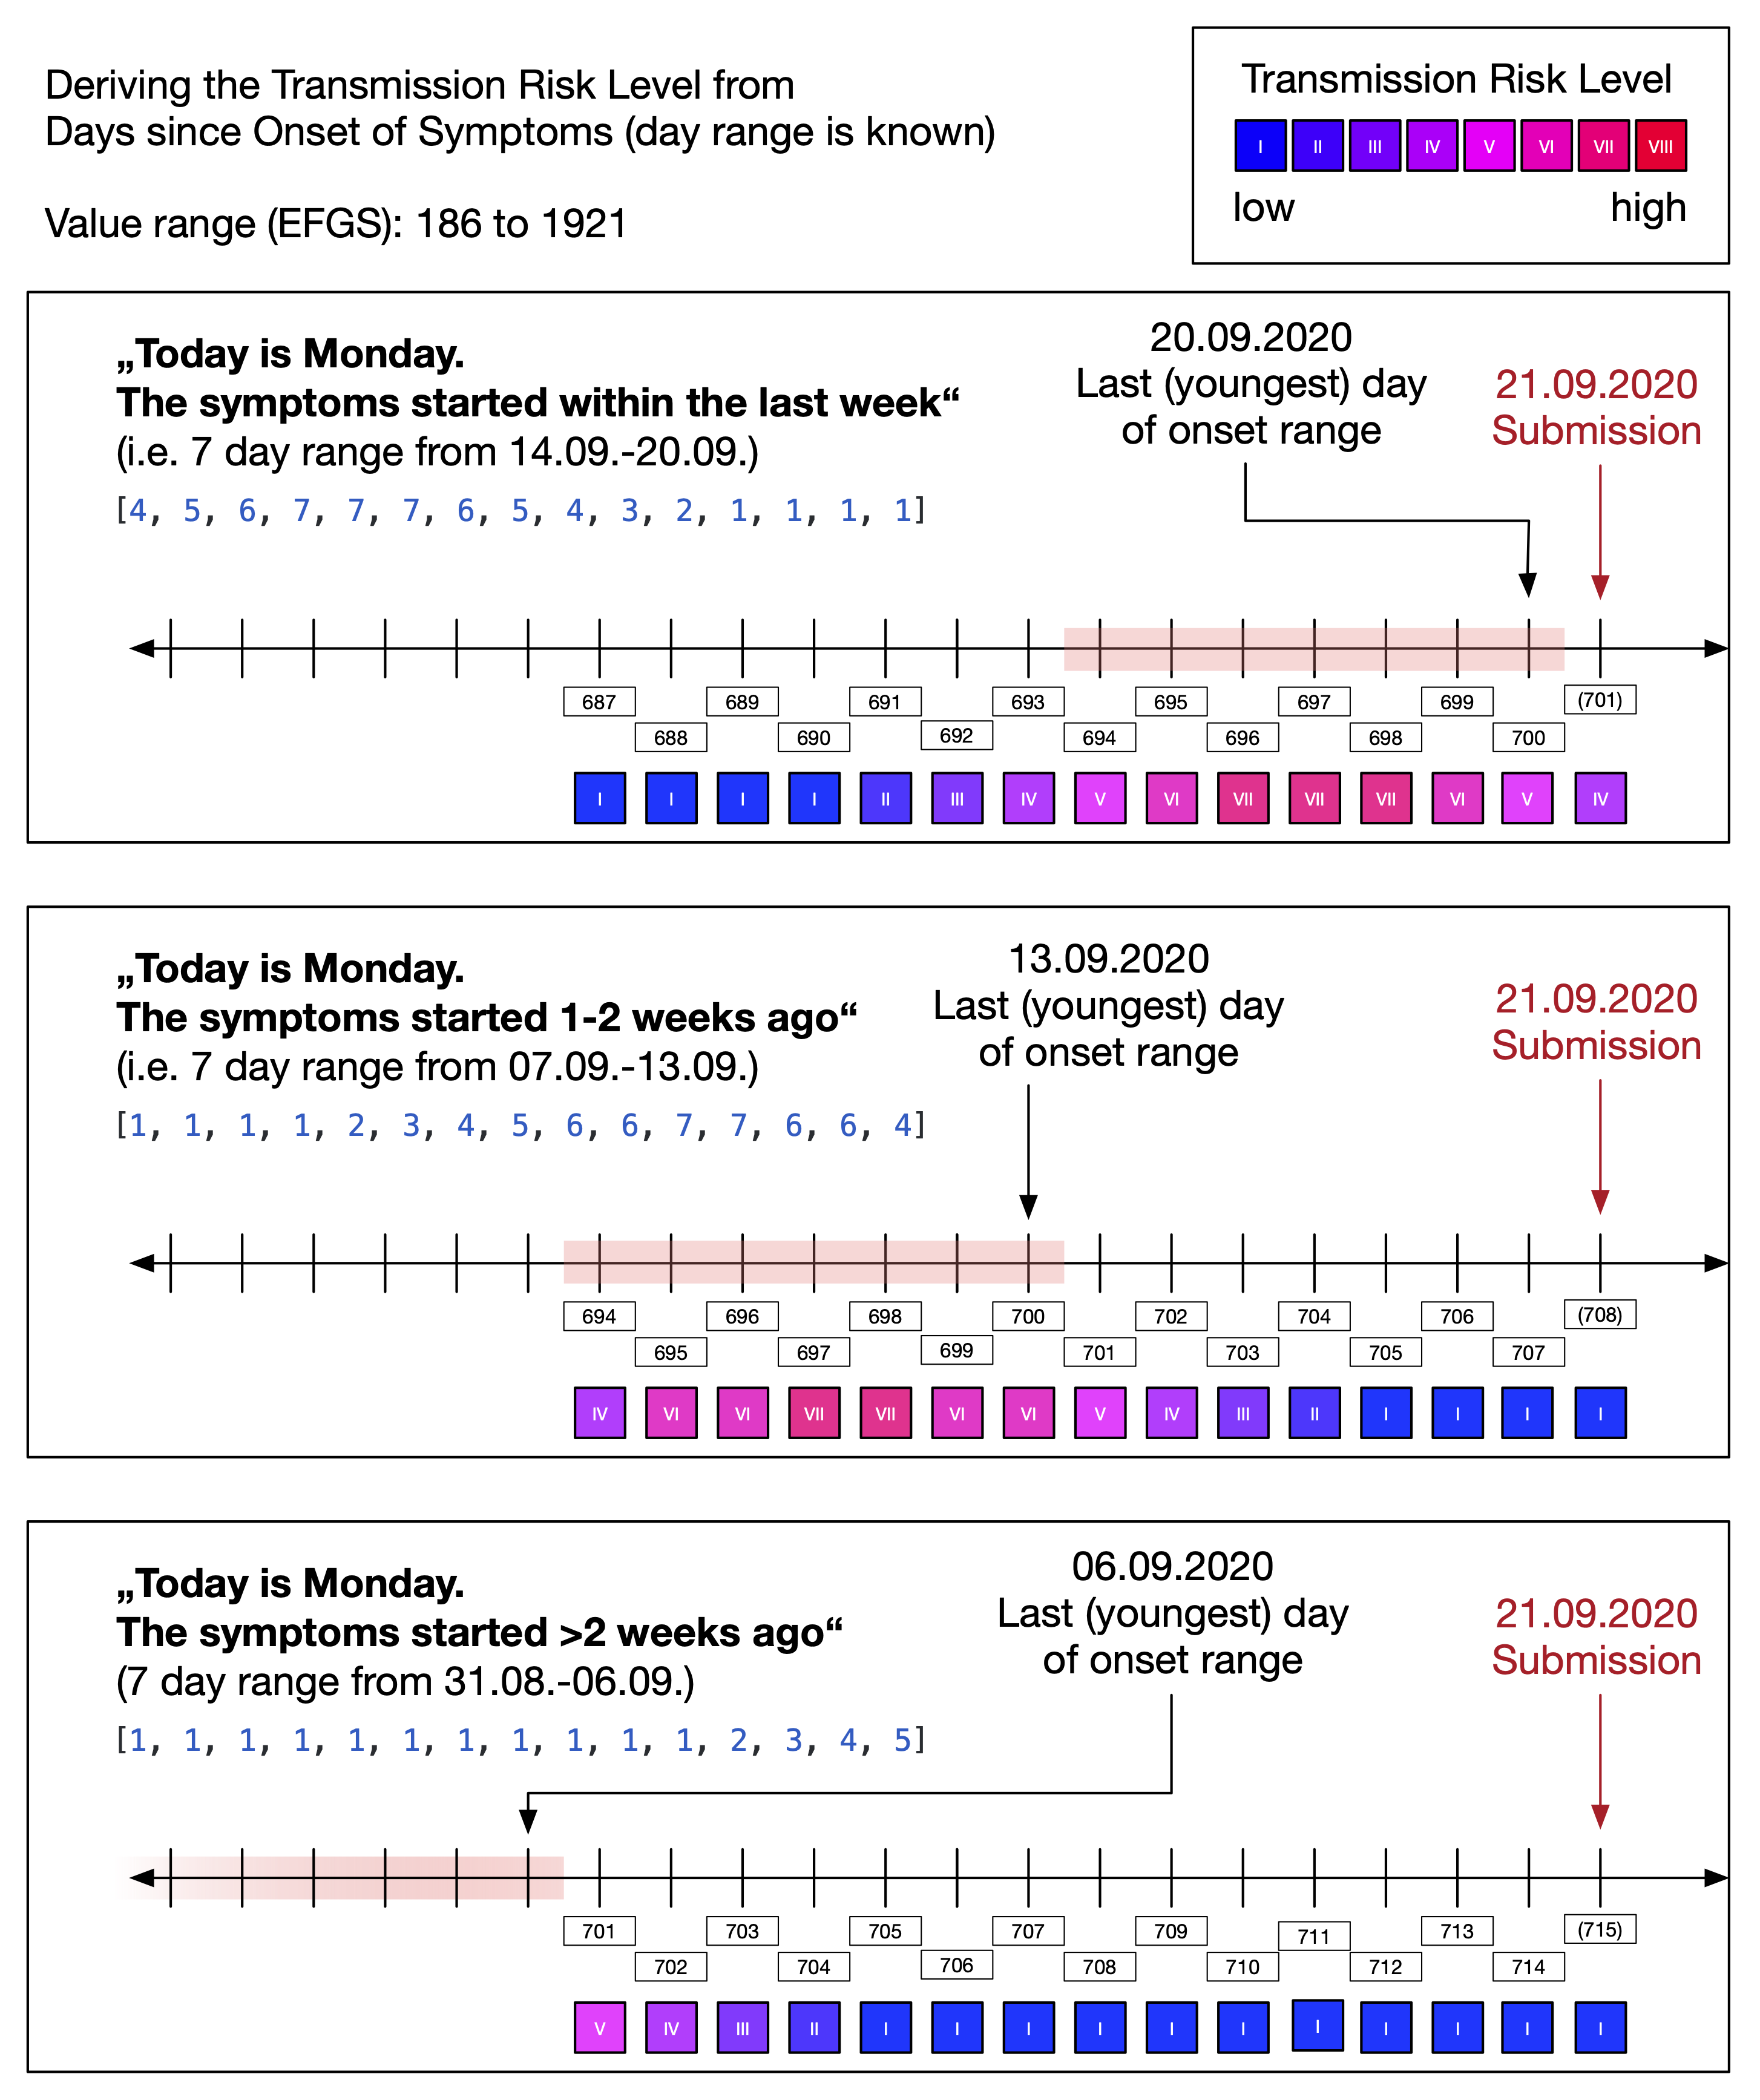 Deriving the Transmission Risk Level from
Days since Onset of Symptoms (day range is known)
Value range (EFGS): 186 to 1921
Transmission Risk Level
I II III IV V VI VII VIII
low high
„Today is Monday.
The symptoms started within the last week“
(i.e. 7 day range from 14.09.-20.09.)
[4, 5, 6, 7, 7, 7, 6, 5, 4, 3, 2, 1, 1, 1, 1]
20.09.2020
Last (youngest) day
of onset range
21.09.2020
Submission
687 689 691 693 695 697 699 (701)
688 690 692 694 696 698 700
I I I I II III IV V VI VII VII VII VI V IV
„Today is Monday.
The symptoms started 1-2 weeks ago“
(i.e. 7 day range from 07.09.-13.09.)
[1, 1, 1, 1, 2, 3, 4, 5, 6, 6, 7, 7, 6, 6, 4]
13.09.2020
Last (youngest) day
of onset range
21.09.2020
Submission
694 696 698 700 702 704 706 (708)
695 697 699 701 703 705 707
IV VI VI VII VII VI VI V IV III II I I I I
„Today is Monday.
The symptoms started >2 weeks ago“
(7 day range from 31.08.-06.09.)
[1, 1, 1, 1, 1, 1, 1, 1, 1, 1, 1, 2, 3, 4, 5]
06.09.2020
Last (youngest) day
of onset range
21.09.2020
Submission
701 703 705 707 709 711 713 (715)
702 704 706 708 710 712 714
V IV III II I I I I I I I I I I I